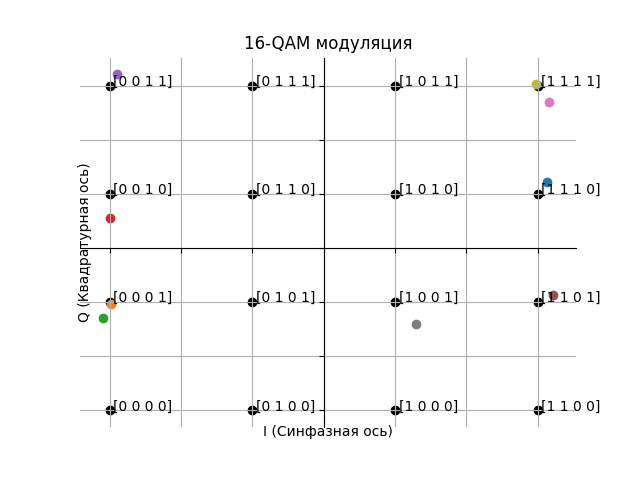 16-QAM модуляция
[0 0 1 1] [0 1 1 1] [1 0 1 1] [1 1 1 1]
[0 0 1 0] [0 1 1 0] [1 0 1 0] [1 1 1 0]
[0 0 0 1] [0 1 0 1] [1 0 0 1] [1 1 0 1]
[0 0 0 0] [0 1 0 0] [1 0 0 0] [1 1 0 0]
I (Синфазная ось)
Q (Квадратурная ось)